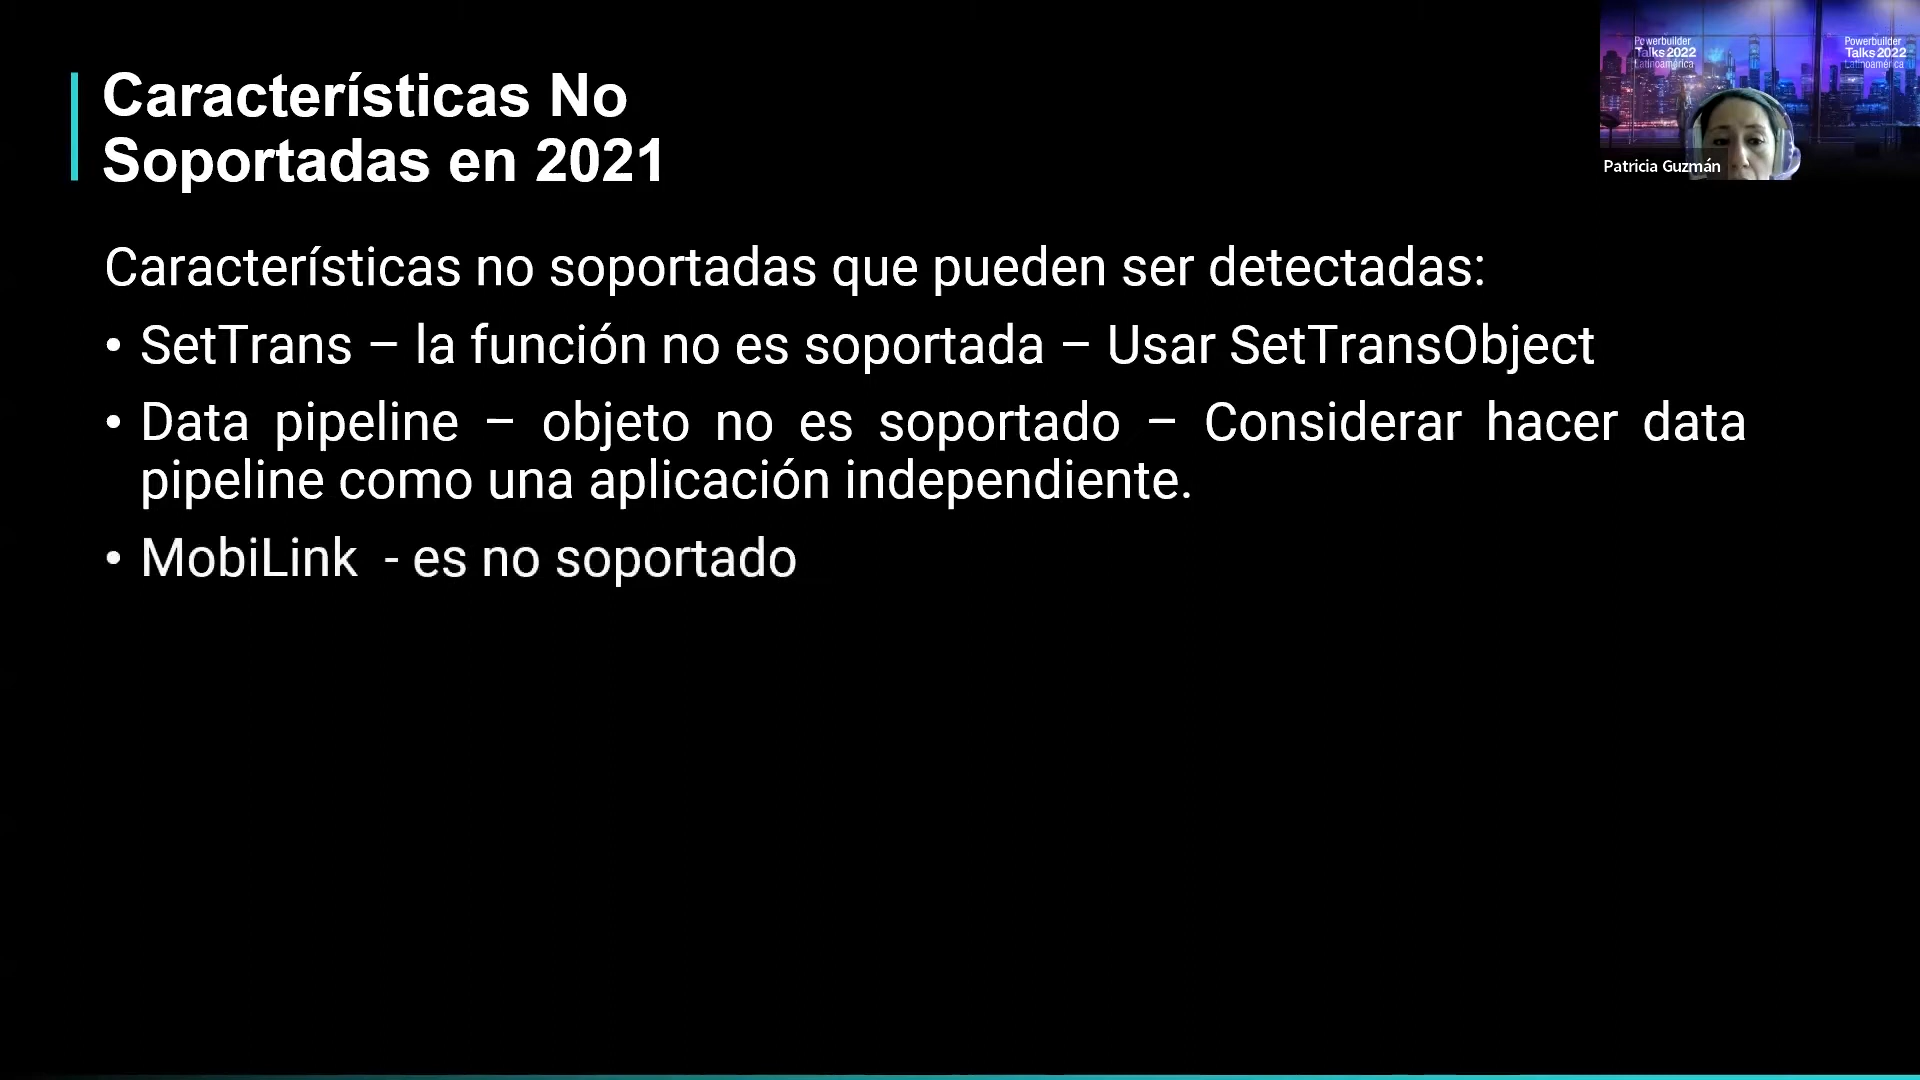 Características No
Soportadas en 2021
Características no soportadas que pueden ser detectadas:
• SetTrans – la función no es soportada – Usar SetTransObject
• Data pipeline – objeto no es soportado – Considerar hacer data
pipeline como una aplicación independiente.
• MobiLink - es no soportado
Powerbuilder
Talks 2022
Latinoamérica
Powerbuilder
Talks 2022
Latinoamérica
Patricia Guzmán